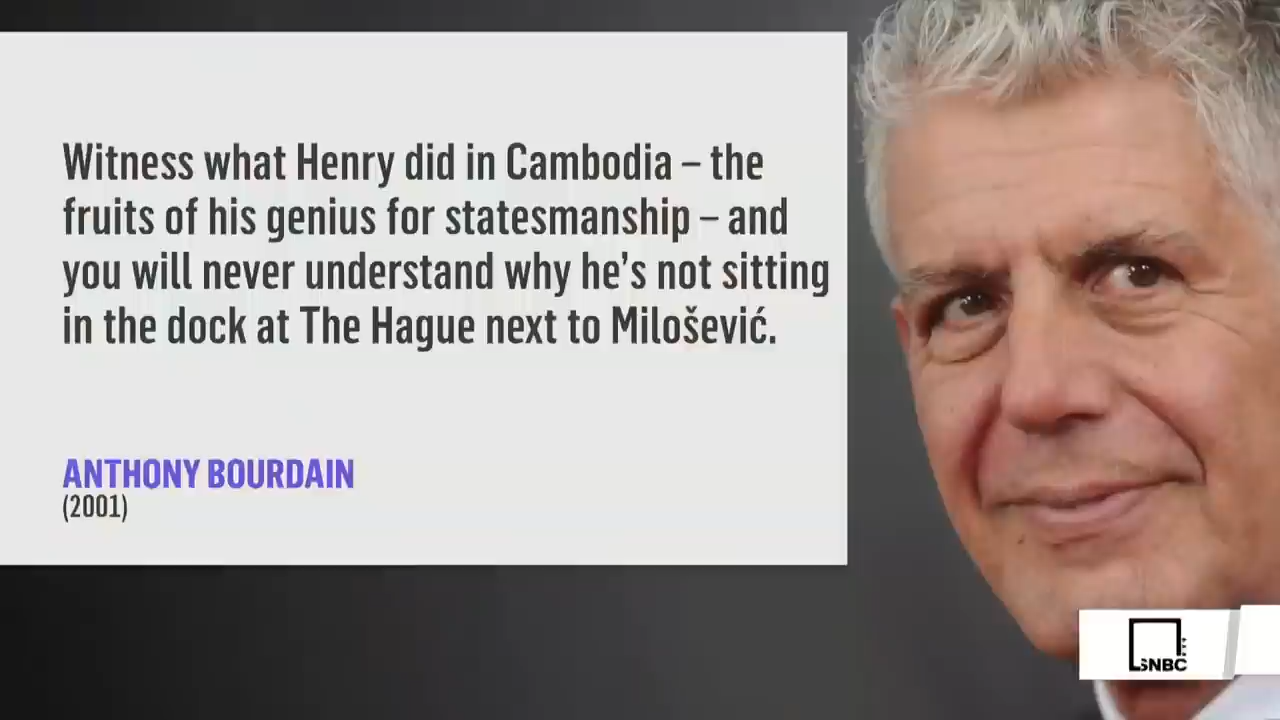 Witness what Henry did in Cambodia – the
fruits of his genius for statesmanship – and
you will never understand why he’s not sitting
in the dock at The Hague next to Milošević.
ANTHONY BOURDAIN
(2001)
SNBC